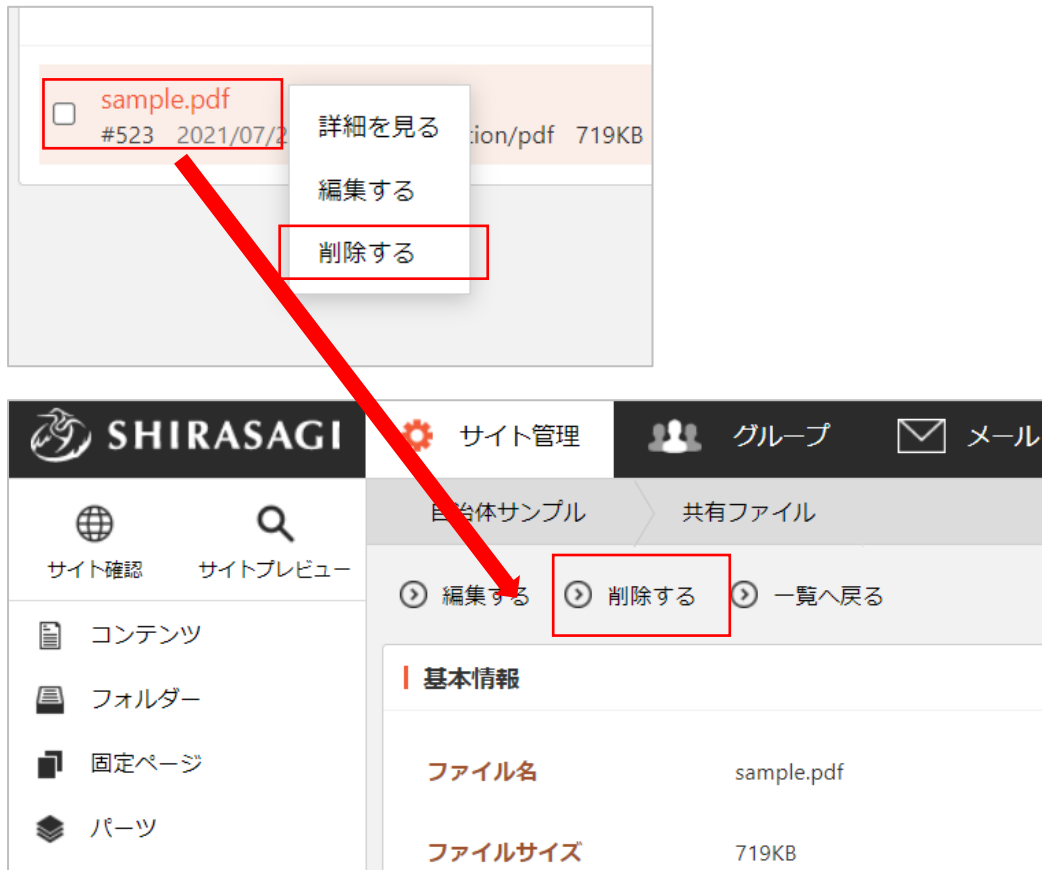 sample.pdf
#523 2021/07/2 tion/pdf 719KB
詳細を見る
編集する
削除する
SHIRASAGI サイト管理 グループ メール
自治体サンプル 共有ファイル
サイト確認 サイトプレビュー
編集する 削除する 一覧へ戻る
コンテンツ
基本情報
フォルダー
固定ページ
ファイル名 sample.pdf
パーツ
ファイルサイズ 719KB